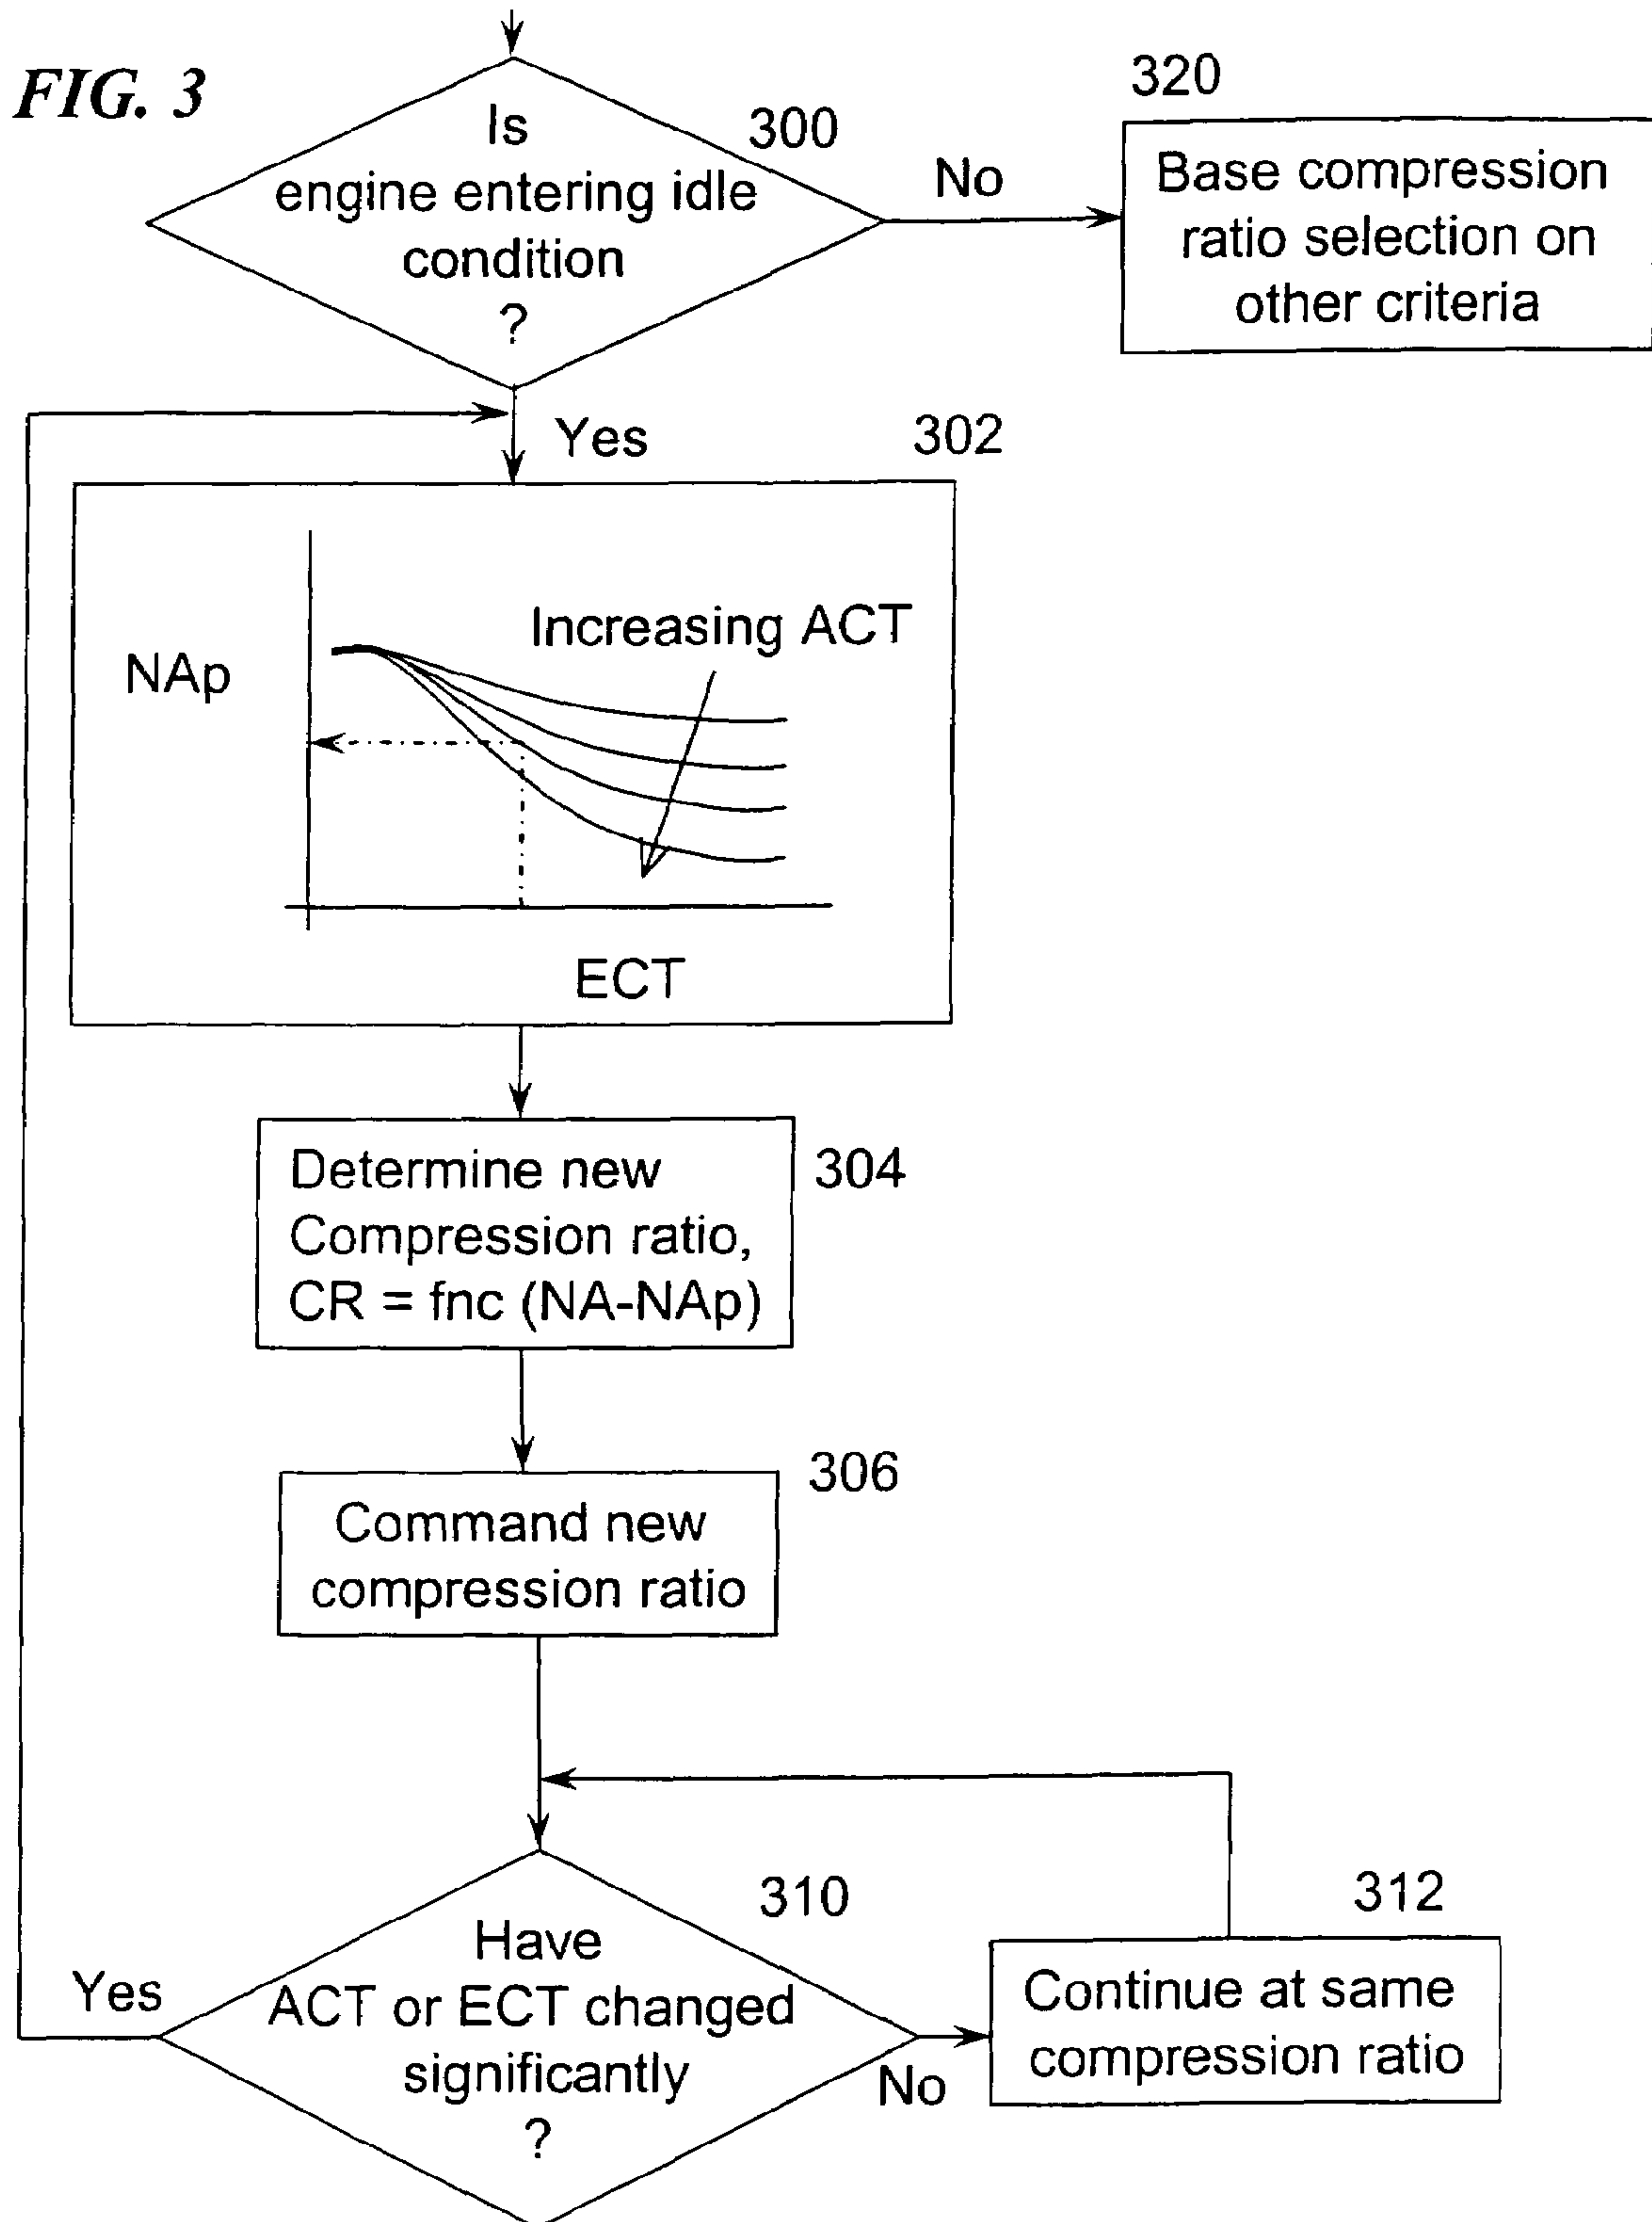 FIG. 3
Is
engine entering idle
condition
?
300
No
320
Base compression
ratio selection on
other criteria
Yes
302
NAp
Increasing ACT
ECT
Determine new
Compression ratio,
CR = fnc (NA-NAp)
304
Command new
compression ratio
306
Have
ACT or ECT changed
significantly
?
310
Yes
No
312
Continue at same
compression ratio